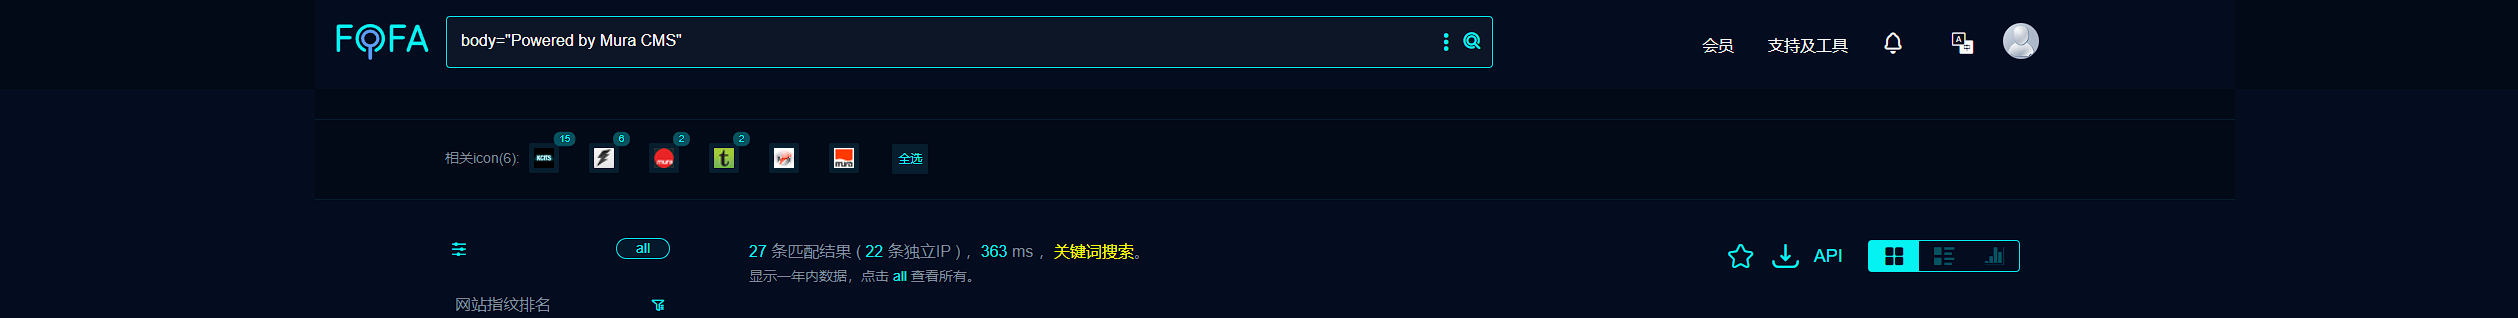 FOFA
body="Powered by Mura CMS"
会员 支持及工具
相关icon(6): 15 6 2 2 全选
all
27 条匹配结果 ( 22 条独立IP ) ，363 ms ，关键词搜索。
显示一年内数据，点击 all 查看所有。
API
网站指纹排名